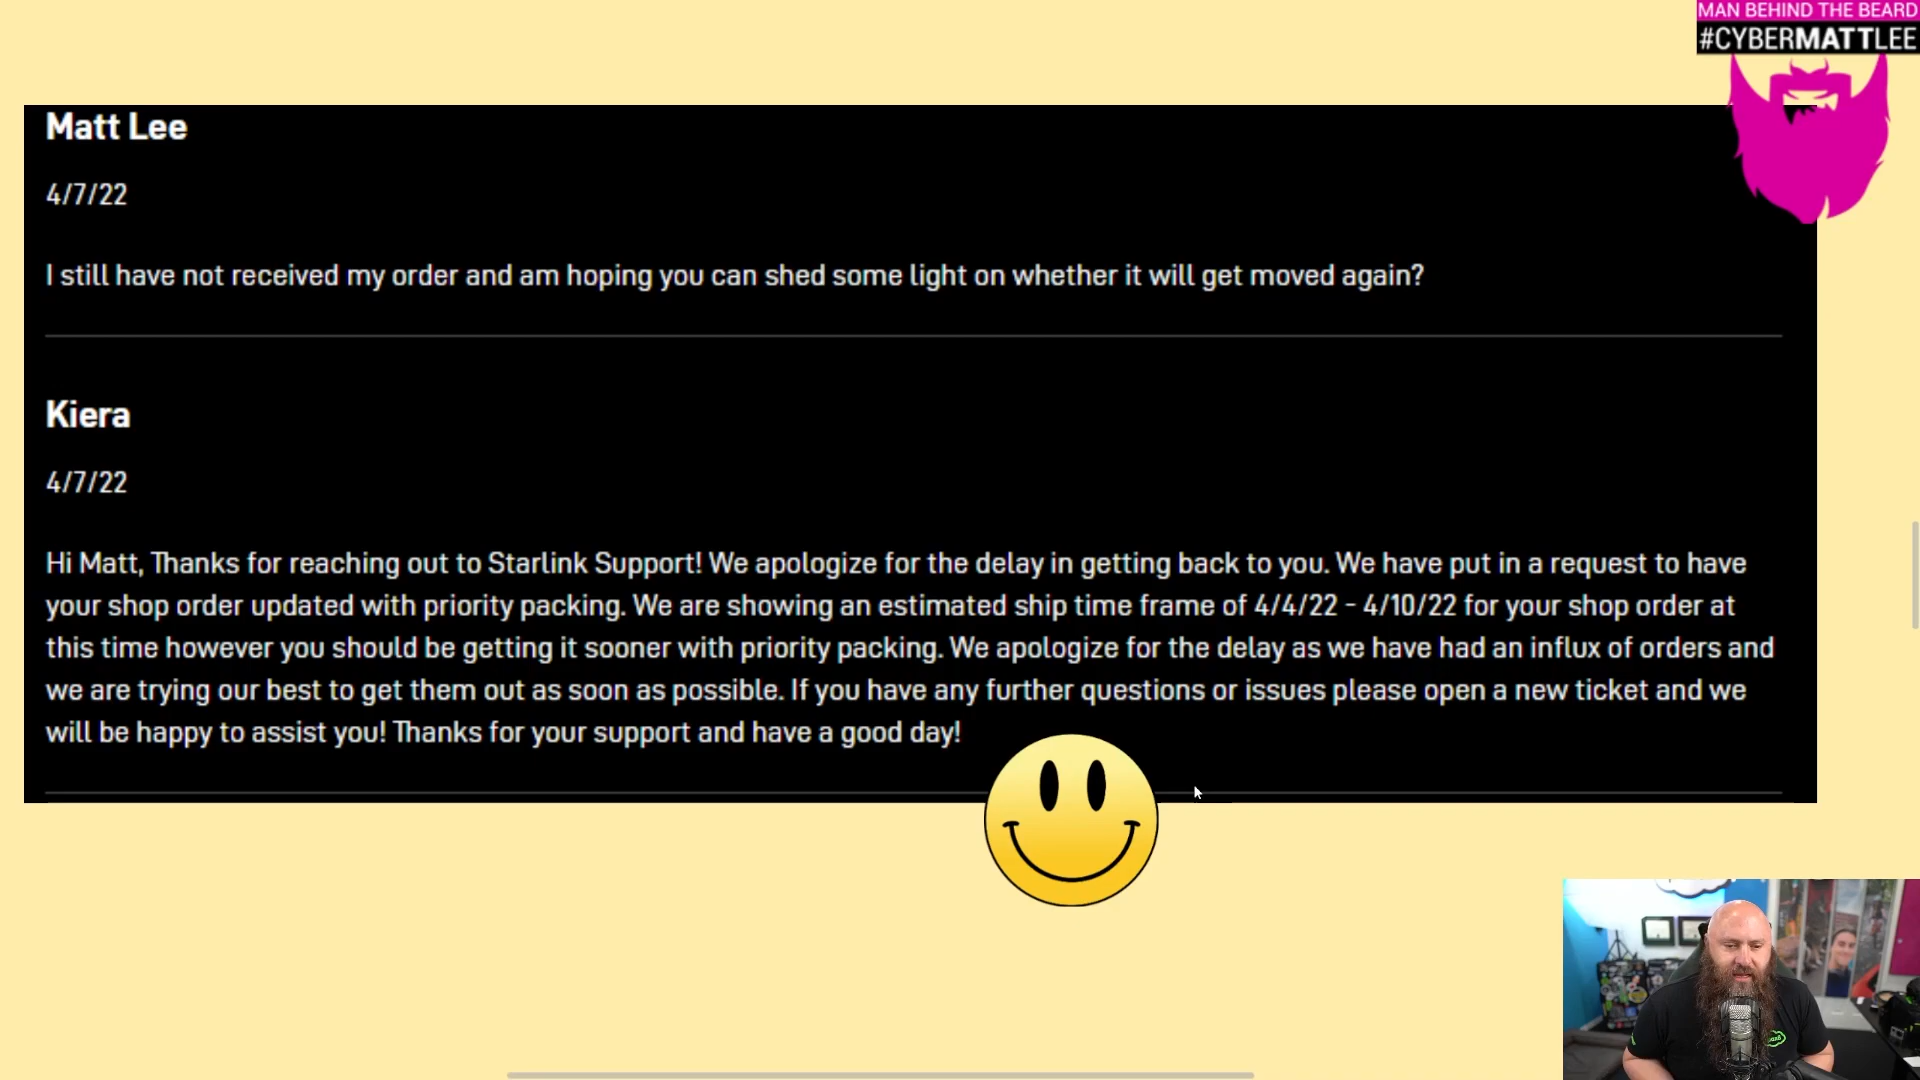 MAN BEHIND THE BEARD
#CYBERMATTLEE
Matt Lee
4/7/22
I still have not received my order and am hoping you can shed some light on whether it will get moved again?
Kiera
4/7/22
Hi Matt, Thanks for reaching out to Starlink Support! We apologize for the delay in getting back to you. We have put in a request to have
your shop order updated with priority packing. We are showing an estimated ship time frame of 4/4/22 - 4/10/22 for your shop order at
this time however you should be getting it sooner with priority packing. We apologize for the delay as we have had an influx of orders and
we are trying our best to get them out as soon as possible. If you have any further questions or issues please open a new ticket and we
will be happy to assist you! Thanks for your support and have a good day!